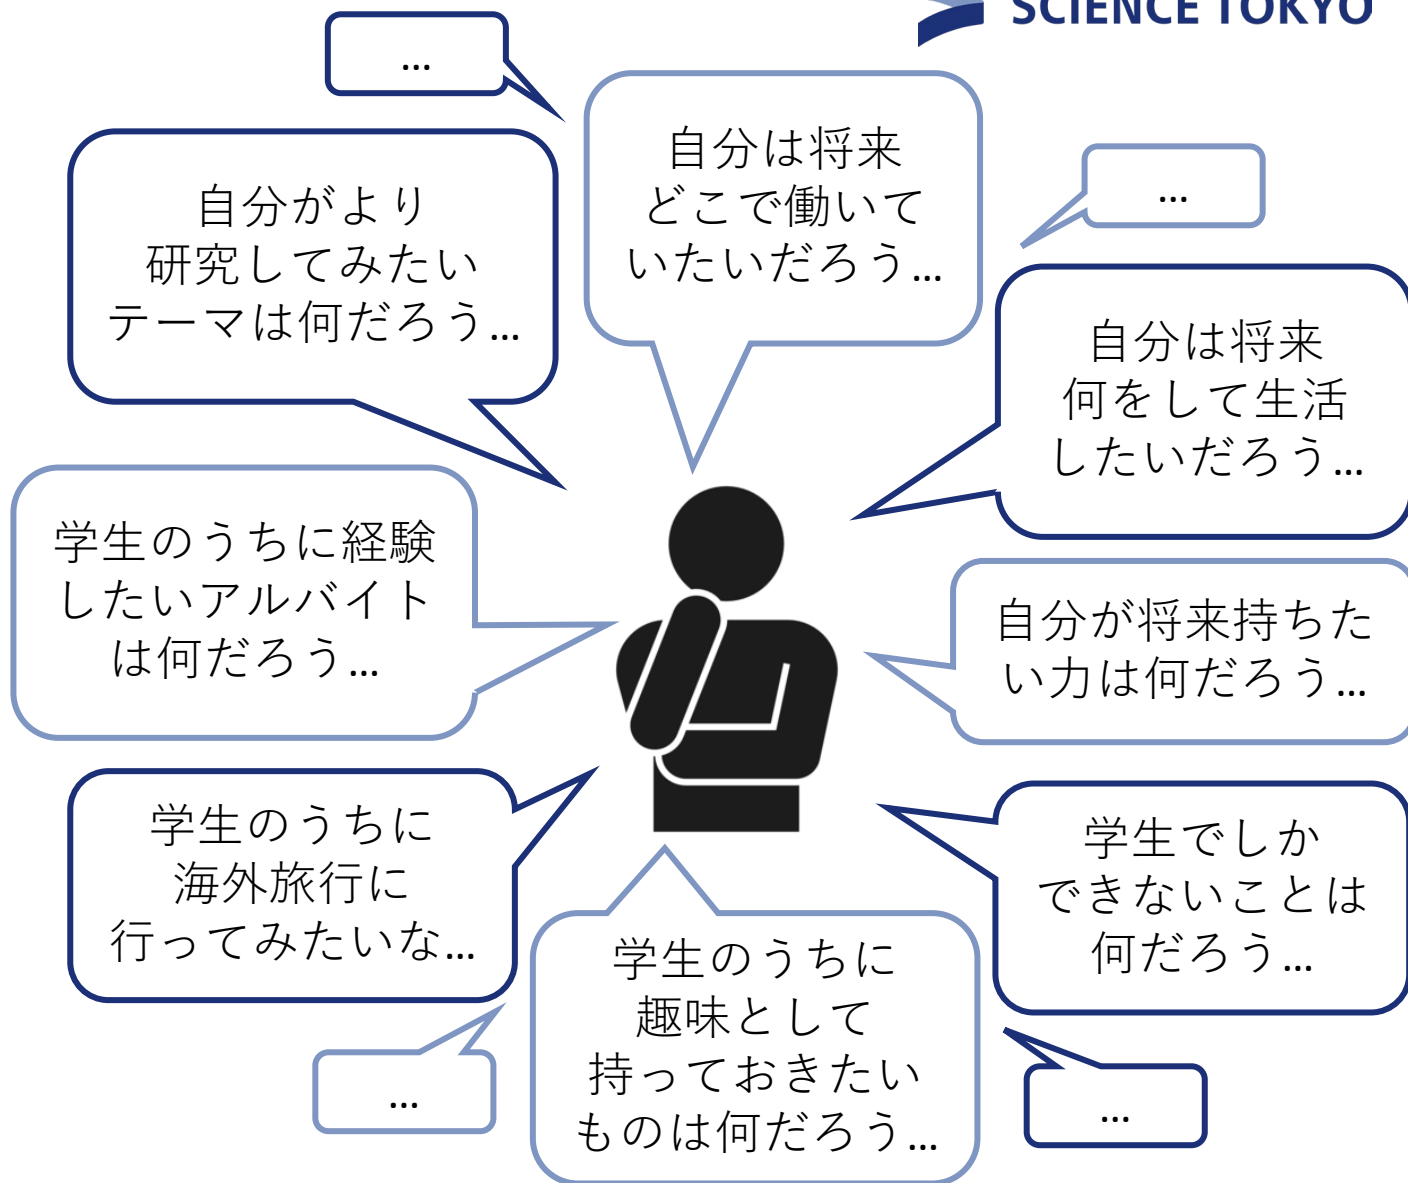 SCIENCE TOKYO
...
自分は将来
どこで働いて
いたいだろう...
...
自分がより
研究してみたい
テーマは何だろう...
自分は将来
何をして生活
したいだろう...
学生のうちに経験
したいアルバイト
は何だろう...
自分が将来持ちた
い力は何だろう...
学生のうちに
海外旅行に
行ってみたいな...
学生でしか
できないことは
何だろう...
学生のうちに
趣味として
持っておきたい
ものは何だろう...
...
...